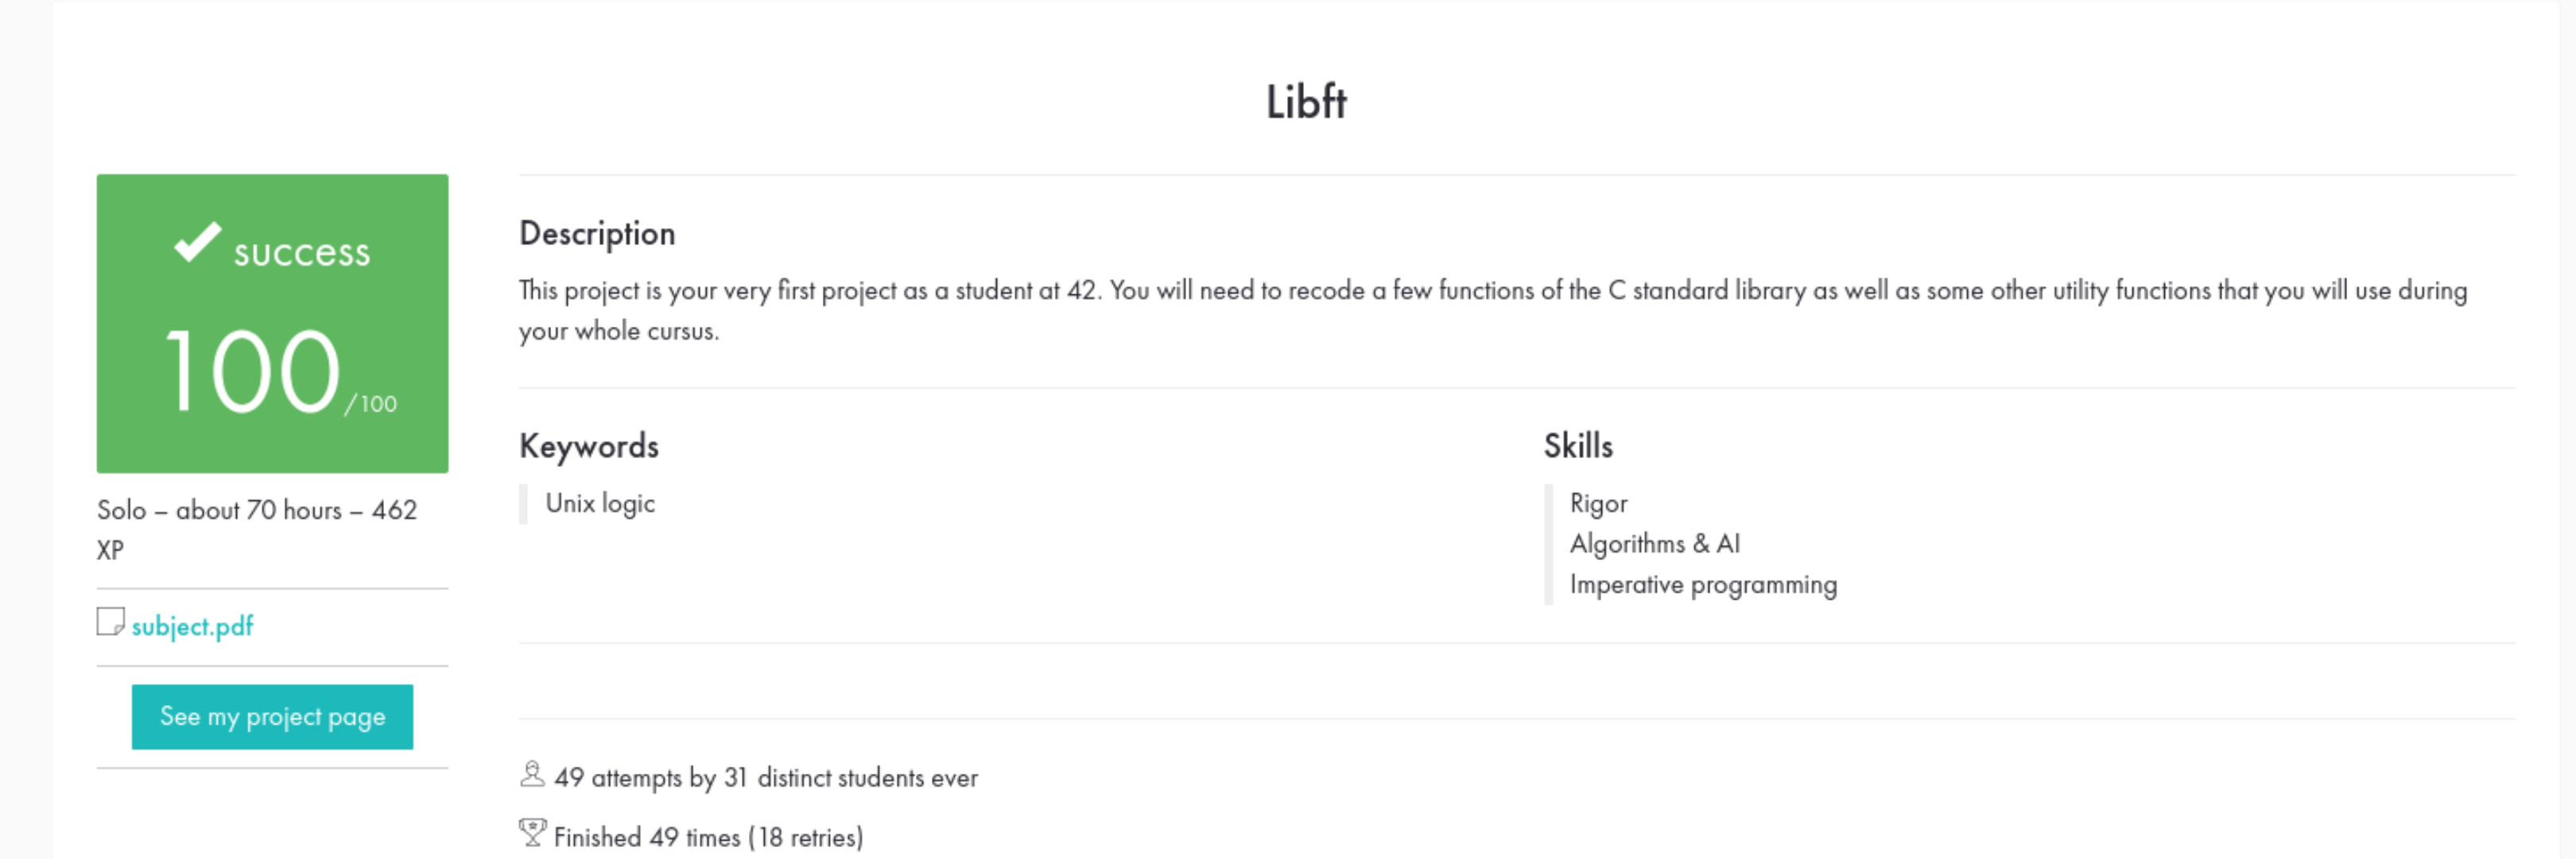 Libft
success
100/100
Solo – about 70 hours – 462
XP
subject.pdf
See my project page
Description
This project is your very first project as a student at 42. You will need to recode a few functions of the C standard library as well as some other utility functions that you will use during
your whole cursus.
Keywords
Unix logic
Skills
Rigor
Algorithms & AI
Imperative programming
49 attempts by 31 distinct students ever
Finished 49 times (18 retries)